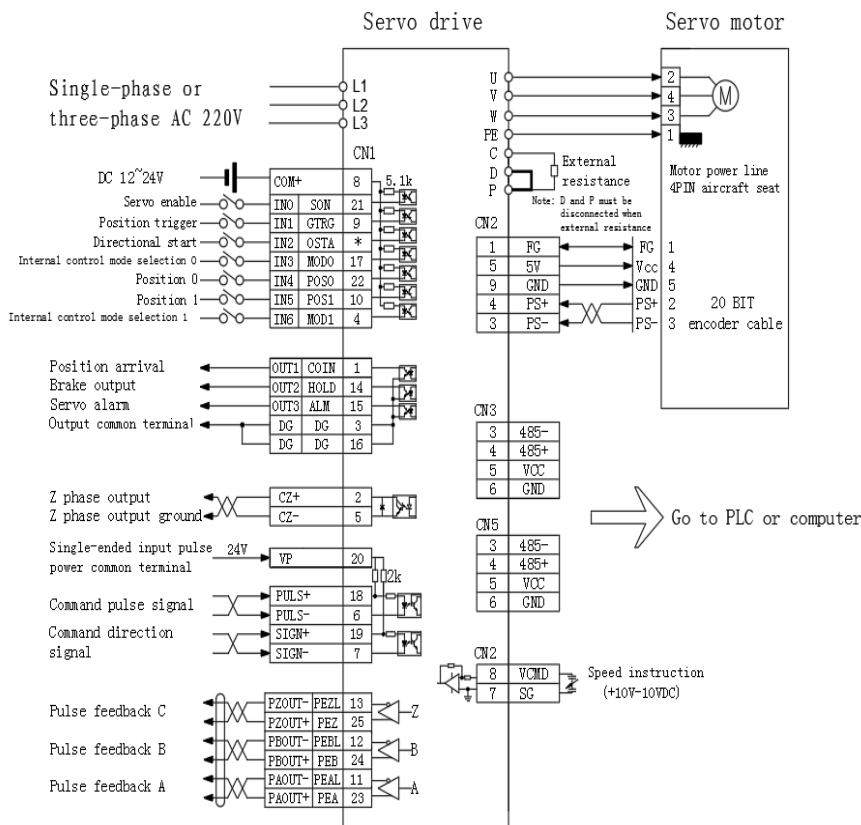 Servo drive
Servo motor
Single-phase or
three-phase AC 220V
L1
L2
L3
U
V
W
PE
C
D
P
2
4
3
1
M
Motor power line
4PIN aircraft seat
External
resistance
Note: D and P must be
disconnected when
external resistance
CN1
DC 12~24V COM+ 8 5.1k
Servo enable IN0 SON 21
Position trigger IN1 GTRG 9
Directional start IN2 OSTA *
Internal control mode selection 0 IN3 MOD0 17
Position 0 IN4 POS0 22
Position 1 IN5 POS1 10
Internal control mode selection 1 IN6 MOD1 4
CN2
1 FG FG 1
5 5V Vcc 4
9 GND GND 5
4 PS+ PS+ 2
3 PS- PS- 3
20 BIT
encoder cable
Position arrival OUT1 COIN 1
Brake output OUT2 HOLD 14
Servo alarm OUT3 ALM 15
Output common terminal DG DG 3
DG DG 16
CN3
3 485-
4 485+
5 VCC
6 GND
Z phase output CZ+ 2
Z phase output ground CZ- 5
Go to PLC or computer
CN5
3 485-
4 485+
5 VCC
6 GND
Single-ended input pulse
power common terminal
24V VP 20
2k
Command pulse signal
PULS+ 18
PULS- 6
Command direction
signal
SIGN+ 19
SIGN- 7
CN2
8 VCMD
7 SG
Speed instruction
(+10V-10VDC)
Pulse feedback C
PZOUT- PEZL 13
PZOUT+ PEZ 25
Z
Pulse feedback B
PBOUT- PEBL 12
PBOUT+ PEB 24
B
Pulse feedback A
PAOUT- PEAL 11
PAOUT+ PEA 23
A